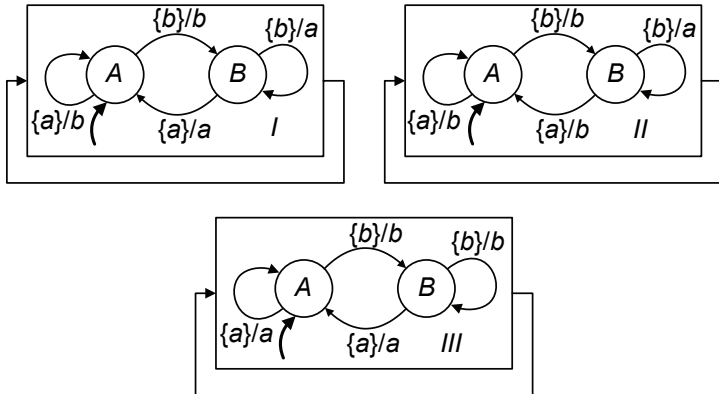 {b}/b {b}/a {b}/b {b}/a
A B A B
{a}/b {a}/a I {a}/b {a}/b II
{b}/b {b}/b
A B
{a}/a {a}/a III